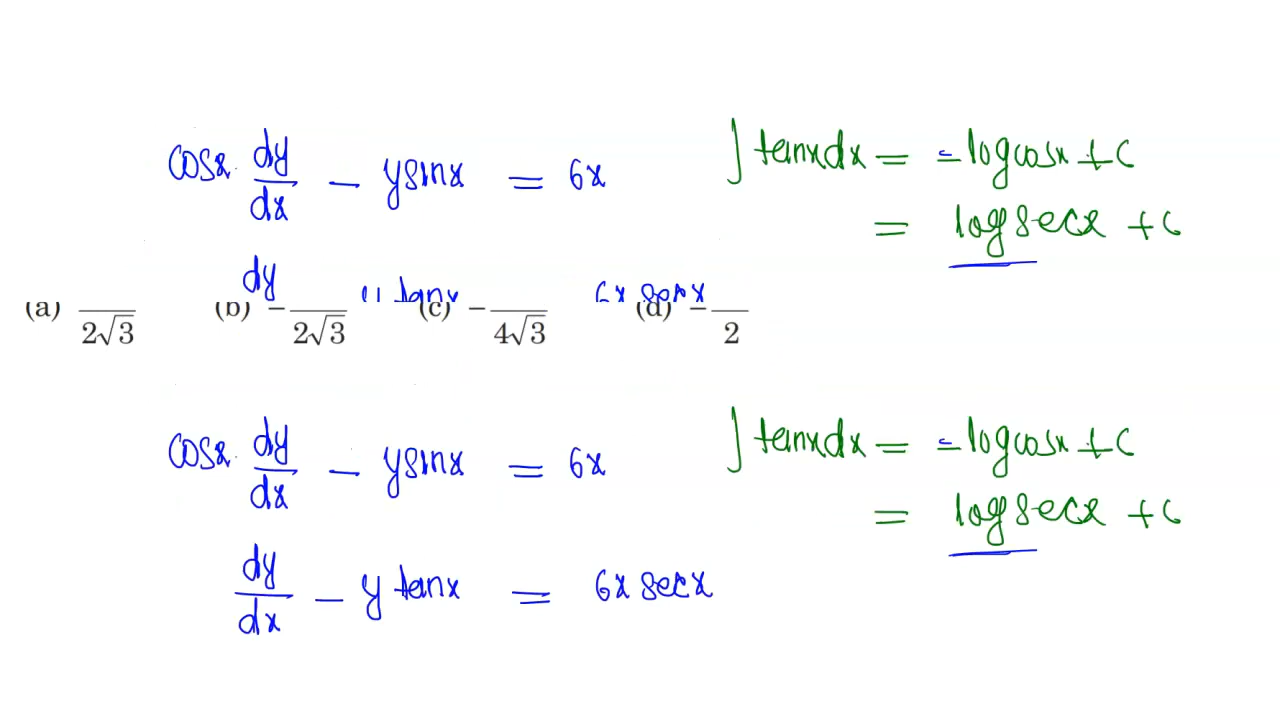 cosx dy/dx - ysinx = 6x
∫tanxdx = -logcosx + c
= logsecx + c
dy
(a) 2√3 (b) - 2√3 (c) - 4√3 (d) - 2
cosx dy/dx - ysinx = 6x
∫tanxdx = -logcosx + c
= logsecx + c
dy/dx - y tanx = 6x secx